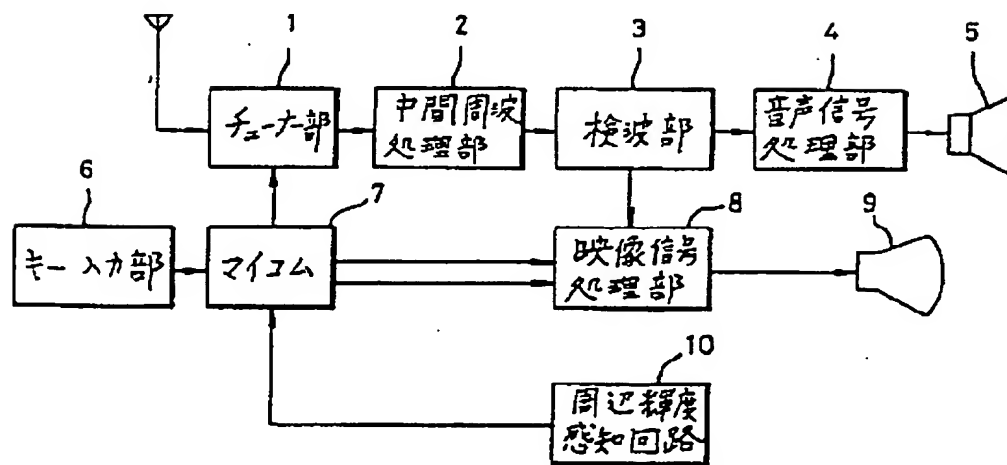 1
2
3
4
5
チューナー部
中間周波
処理部
検波部
音声信号
処理部
6
7
8
9
キー入力部
マイコム
映像信号
処理部
10
周辺輝度
感知回路